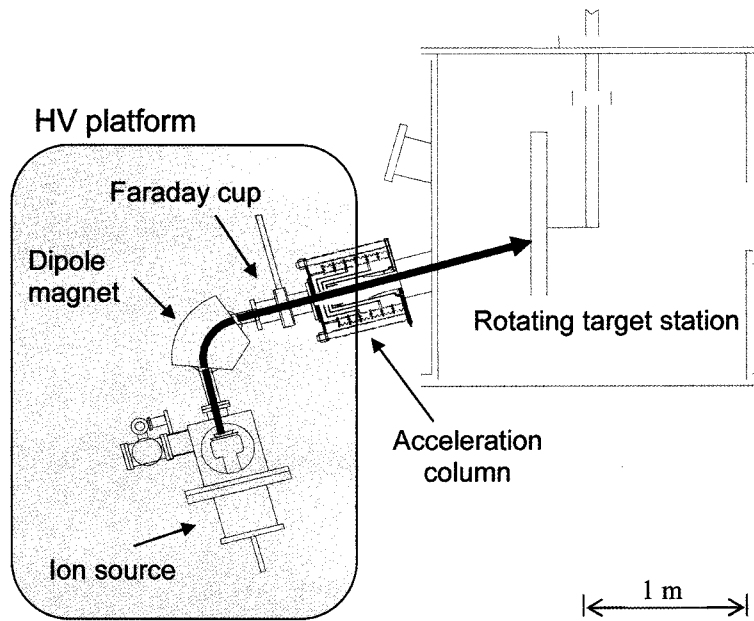 HV platform
Faraday cup
Dipole
magnet
Rotating target station
Acceleration
column
Ion source
1 m